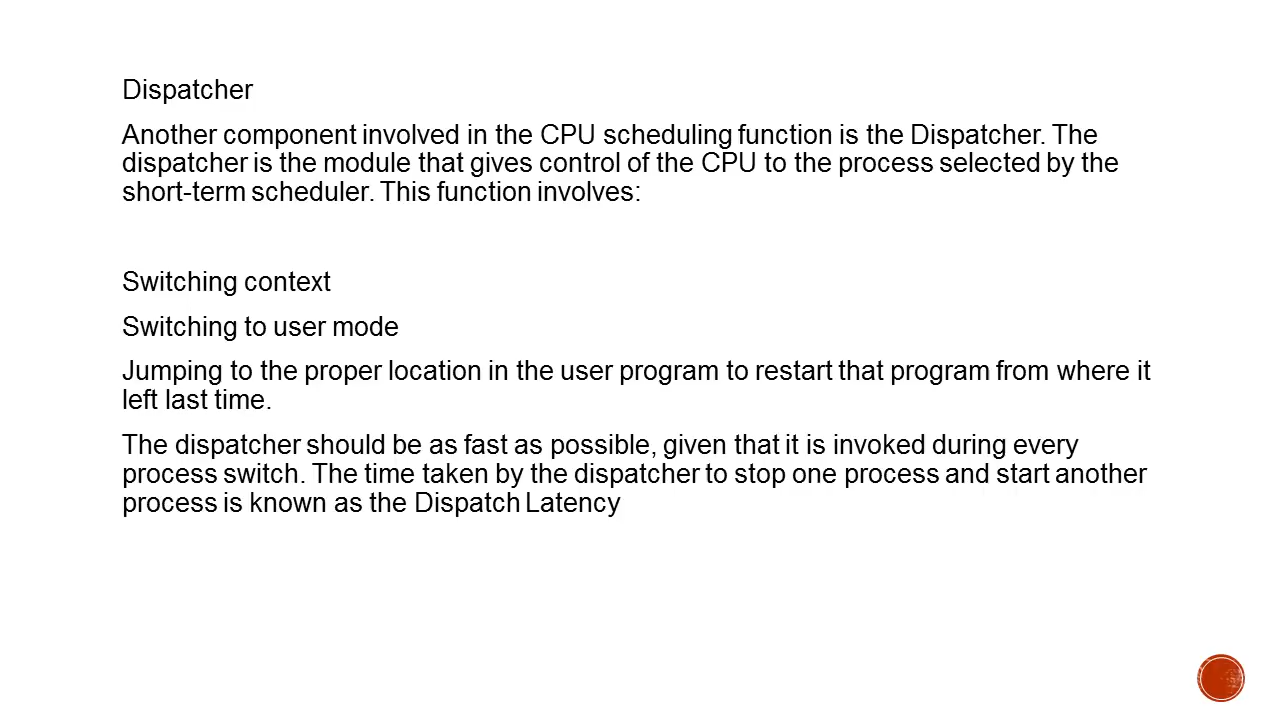 Dispatcher
Another component involved in the CPU scheduling function is the Dispatcher. The
dispatcher is the module that gives control of the CPU to the process selected by the
short-term scheduler. This function involves:
Switching context
Switching to user mode
Jumping to the proper location in the user program to restart that program from where it
left last time.
The dispatcher should be as fast as possible, given that it is invoked during every
process switch. The time taken by the dispatcher to stop one process and start another
process is known as the Dispatch Latency